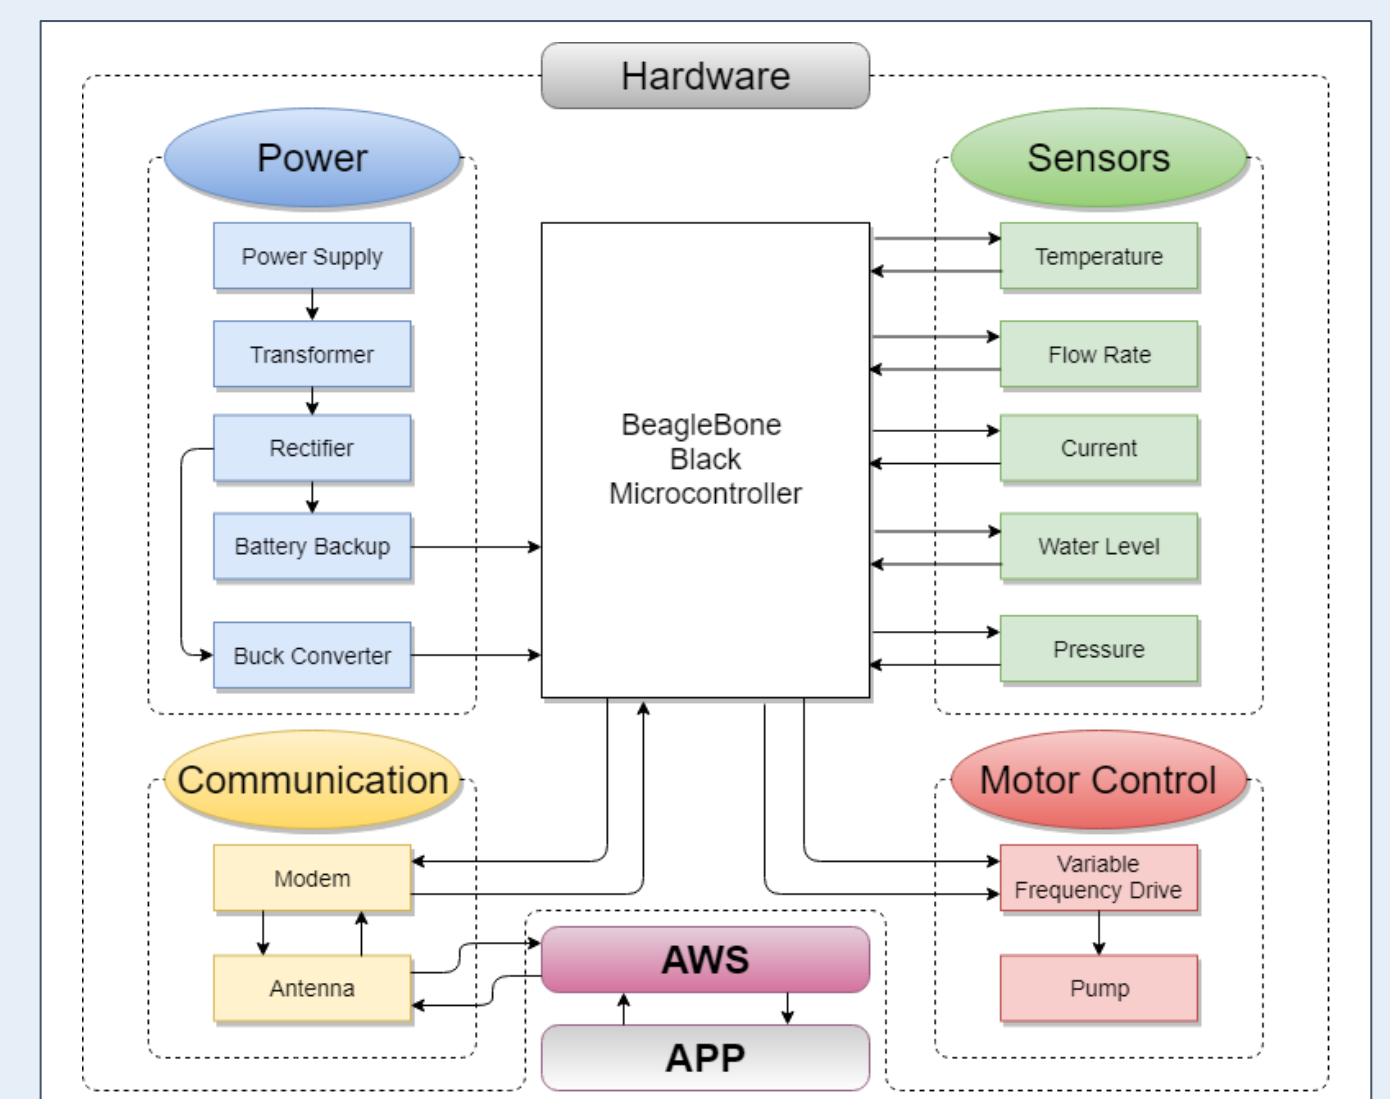 Hardware
Power
Power Supply
Transformer
Rectifier
Battery Backup
Buck Converter
BeagleBone
Black
Microcontroller
Sensors
Temperature
Flow Rate
Current
Water Level
Pressure
Communication
Modem
Antenna
AWS
APP
Motor Control
Variable
Frequency Drive
Pump